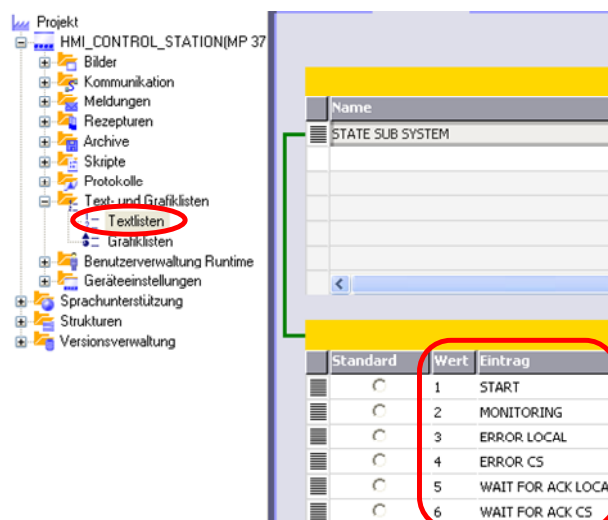 Projekt
HMI_CONTROL_STATION(MP 37
Bilder
Kommunikation
Meldungen
Rezepturen
Archive
Skripte
Protokolle
Text- und Grafiklisten
Textlisten
Grafiklisten
Benutzerverwaltung Runtime
Geräteeinstellungen
Sprachunterstützung
Strukturen
Versionsverwaltung
Name
STATE SUB SYSTEM
Standard Wert Eintrag
1 START
2 MONITORING
3 ERROR LOCAL
4 ERROR CS
5 WAIT FOR ACK LOCA
6 WAIT FOR ACK CS